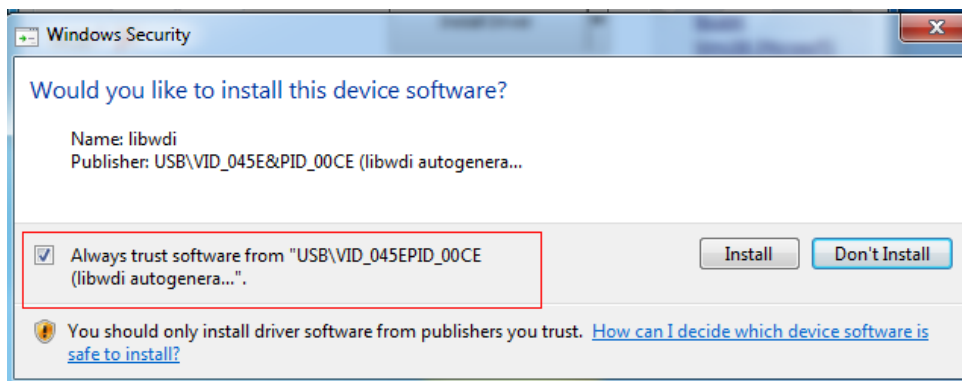 Windows Security
Would you like to install this device software?
Name: libwdi
Publisher: USB\VID_045E&PID_00CE (libwdi autogenera...
Always trust software from "USB\VID_045EPID_00CE
(libwdi autogenera...".
Install
Don't Install
You should only install driver software from publishers you trust. How can I decide which device software is
safe to install?